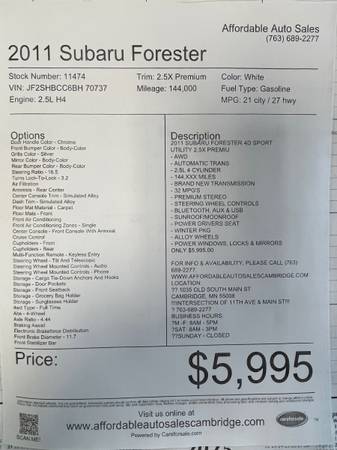 Affordable Auto Sales
(763) 689-2277
2011 Subaru Forester
Stock Number: 11474
Trim: 2.5X Premium
Color: White
VIN: JF2SHBCC6BH 70737
Mileage: 144,000
Fuel Type: Gasoline
Engine: 2.5L H4
MPG: 21 city / 27 hwy
Options
Door Handle Color - Chrome
Front Bumper Color - Body-Color
Grille Color - Silver
Mirror Color - Body-Color
Rear Bumper Color - Body-Color
Steering Ratio - 16.5
Turns Lock-To-Lock - 3.2
Air Filtration
Armrests - Rear Center
Center Console Trim - Simulated Alloy
Dash Trim - Simulated Alloy
Floor Mat Material - Carpet
Floor Mats - Front
Front Air Conditioning
Front Air Conditioning Zones - Single
Center Console - Front Console With Armrest
Cruise Control
Cupholders - Front
Cupholders - Rear
Multi-Function Remote - Keyless Entry
Steering Wheel - Tilt And Telescopic
Steering Wheel Mounted Controls - Audio
Steering Wheel Mounted Controls - Phone
Storage - Cargo Tie-Down Anchors And Hooks
Storage - Door Pockets
Storage - Front Seatback
Storage - Grocery Bag Holder
Storage - Sunglasses Holder
4wd Type - Full Time
Abs - 4-Wheel
Axle Ratio - 4.44
Braking Assist
Electronic Brakeforce Distribution
Front Brake Diameter - 11.7
Front Stabilizer Bar
Description
2011 SUBARU FORESTER 4D SPORT
UTILITY 2.5X PREMIU
- AWD
- AUTOMATIC TRANS
- 2.5L 4 CYLINDER
- 144,XXX MILES
- BRAND NEW TRANSMISSION
- 32 MPG'S
- PREMIUM STEREO
- STEERING WHEEL CONTROLS
- BLUETOOTH, AUX & USB
- SUNROOF/MOONROOF
- POWER DRIVERS SEAT
- WINTER PKG
- ALLOY WHEELS
- POWER WINDOWS, LOCKS & MIRRORS
ONLY $5,995.00
FOR INFO & AVAILABILITY, PLEASE CALL (763)
689-2277
WWW.AFFORDABLEAUTOSALESCAMBRIDGE.COM
LOCATION
?? 1035 OLD SOUTH MAIN ST
CAMBRIDGE, MN 55008
??INTERSECTION OF 11TH AVE & MAIN ST!!
? 763-689-2277
BUSINESS HOURS
?M -F: 8AM - 5PM
?SAT: 8AM - 3PM
??SUNDAY - CLOSED
Price:
$5,995
Visit us online at
www.affordableautosalescambridge.com
Powered by Carsforsale.com
carsforsale
SCAN ME!